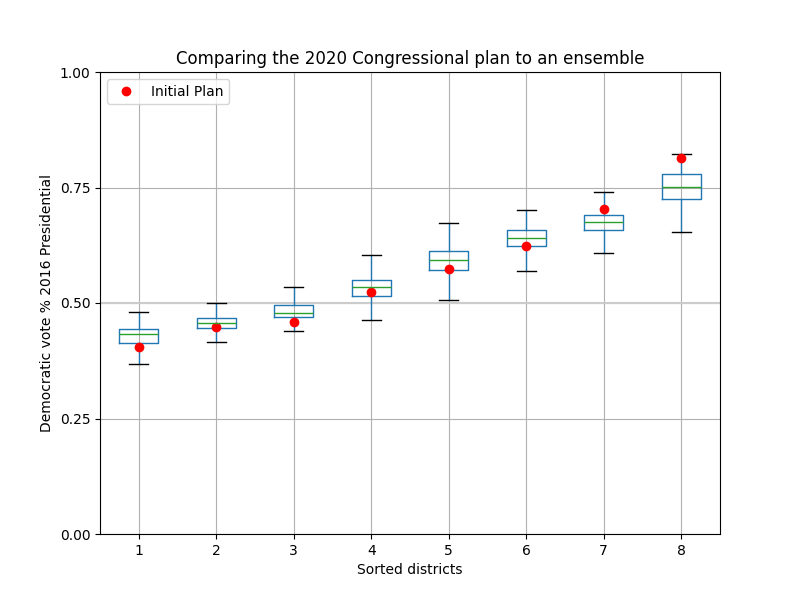 Comparing the 2020 Congressional plan to an ensemble
Initial Plan
1.00
0.75
0.50
0.25
0.00
Democratic vote % 2016 Presidential
1 2 3 4 5 6 7 8
Sorted districts